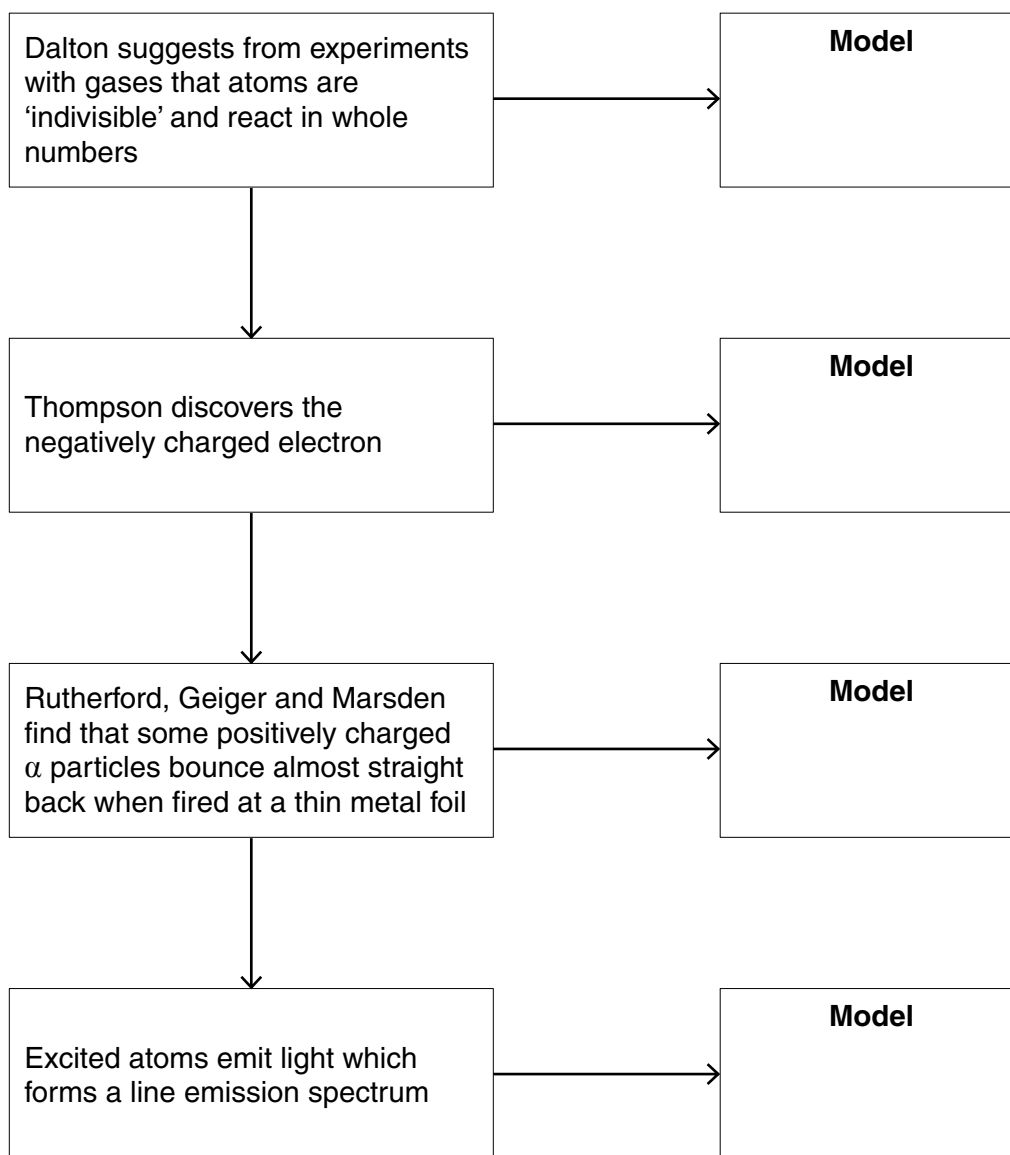 Dalton suggests from experiments
with gases that atoms are
‘indivisible’ and react in whole
numbers
Model
Thompson discovers the
negatively charged electron
Model
Rutherford, Geiger and Marsden
find that some positively charged
α particles bounce almost straight
back when fired at a thin metal foil
Model
Excited atoms emit light which
forms a line emission spectrum
Model